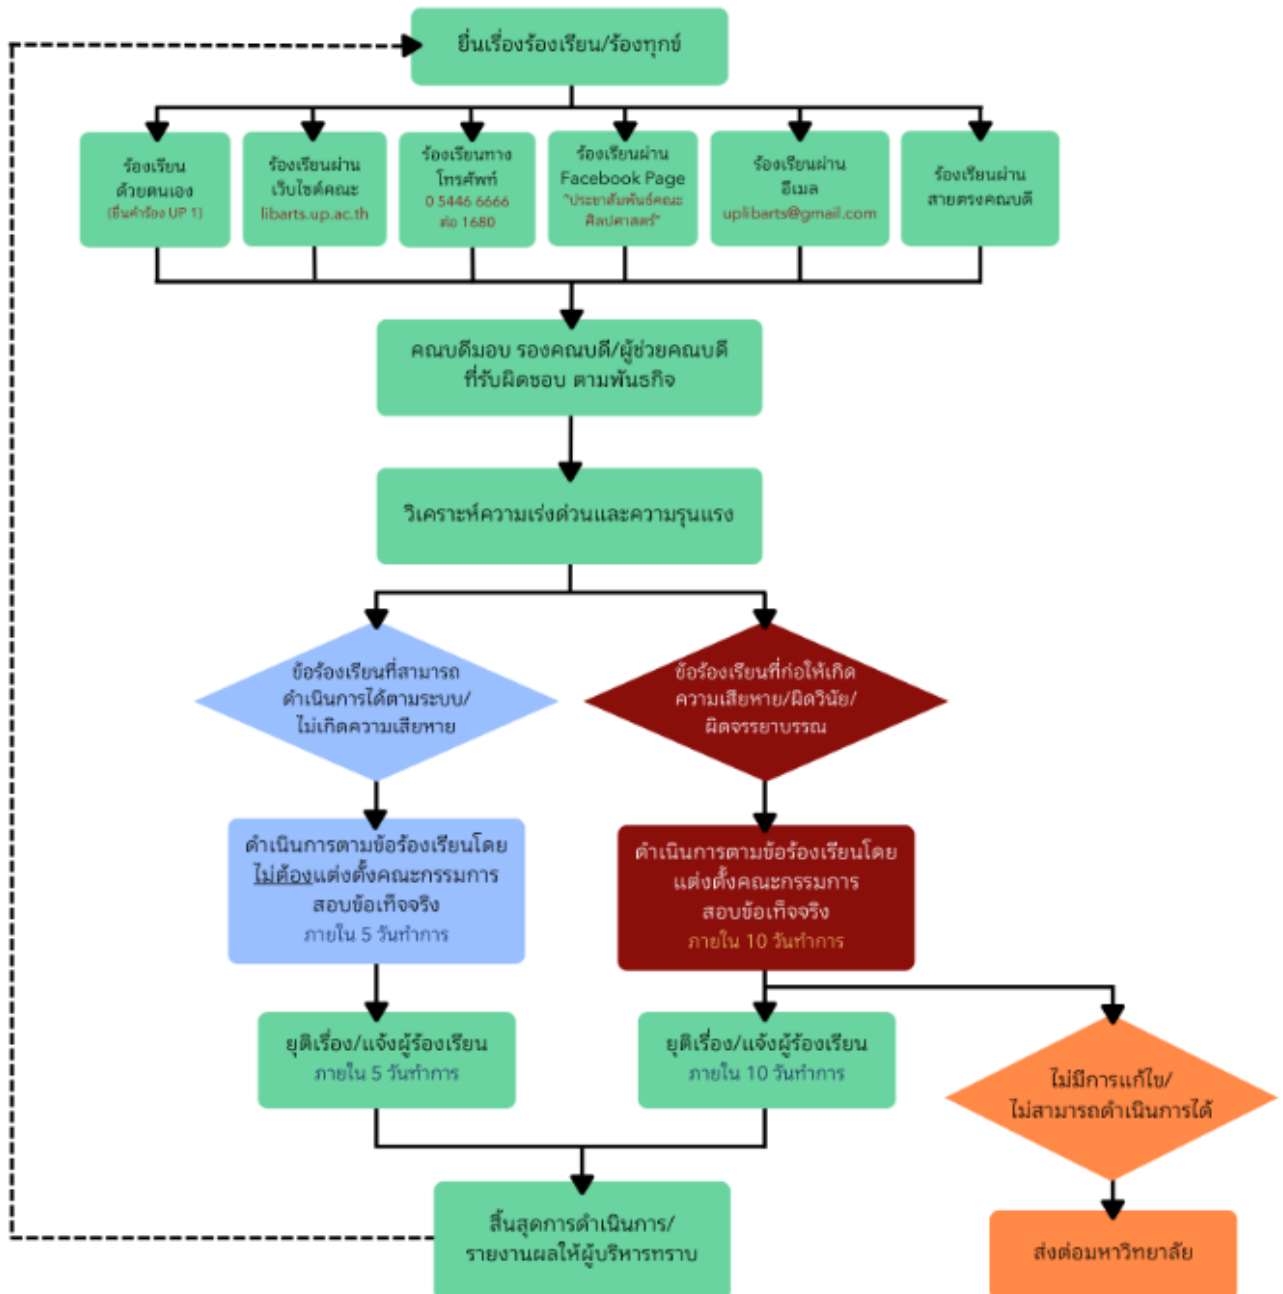 ยื่นเรื่องร้องเรียน/ร้องทุกข์
ร้องเรียน
ด้วยตนเอง
(ยื่นคำร้อง UP 1)
ร้องเรียนผ่าน
เว็บไซต์คณะ
libarts.up.ac.th
ร้องเรียนทาง
โทรศัพท์
0 5446 6666
ต่อ 1680
ร้องเรียนผ่าน
Facebook Page
"ประชาสัมพันธ์คณะ
ศิลปศาสตร์"
ร้องเรียนผ่าน
อีเมล
uplibarts@gmail.com
ร้องเรียนผ่าน
สายตรงคณบดี
คณบดีมอบ รองคณบดี/ผู้ช่วยคณบดี
ที่รับผิดชอบ ตามพันธกิจ
วิเคราะห์ความเร่งด่วนและความรุนแรง
ข้อร้องเรียนที่สามารถ
ดำเนินการได้ตามระบบ/
ไม่เกิดความเสียหาย
ข้อร้องเรียนที่ก่อให้เกิด
ความเสียหาย/ผิดวินัย/
ผิดจรรยาบรรณ
ดำเนินการตามข้อร้องเรียนโดย
ไม่ต้องแต่งตั้งคณะกรรมการ
สอบข้อเท็จจริง
ภายใน 5 วันทำการ
ดำเนินการตามข้อร้องเรียนโดย
แต่งตั้งคณะกรรมการ
สอบข้อเท็จจริง
ภายใน 10 วันทำการ
ยุติเรื่อง/แจ้งผู้ร้องเรียน
ภายใน 5 วันทำการ
ยุติเรื่อง/แจ้งผู้ร้องเรียน
ภายใน 10 วันทำการ
ไม่มีการแก้ไข/
ไม่สามารถดำเนินการได้
สิ้นสุดการดำเนินการ/
รายงานผลให้ผู้บริหารทราบ
ส่งต่อมหาวิทยาลัย